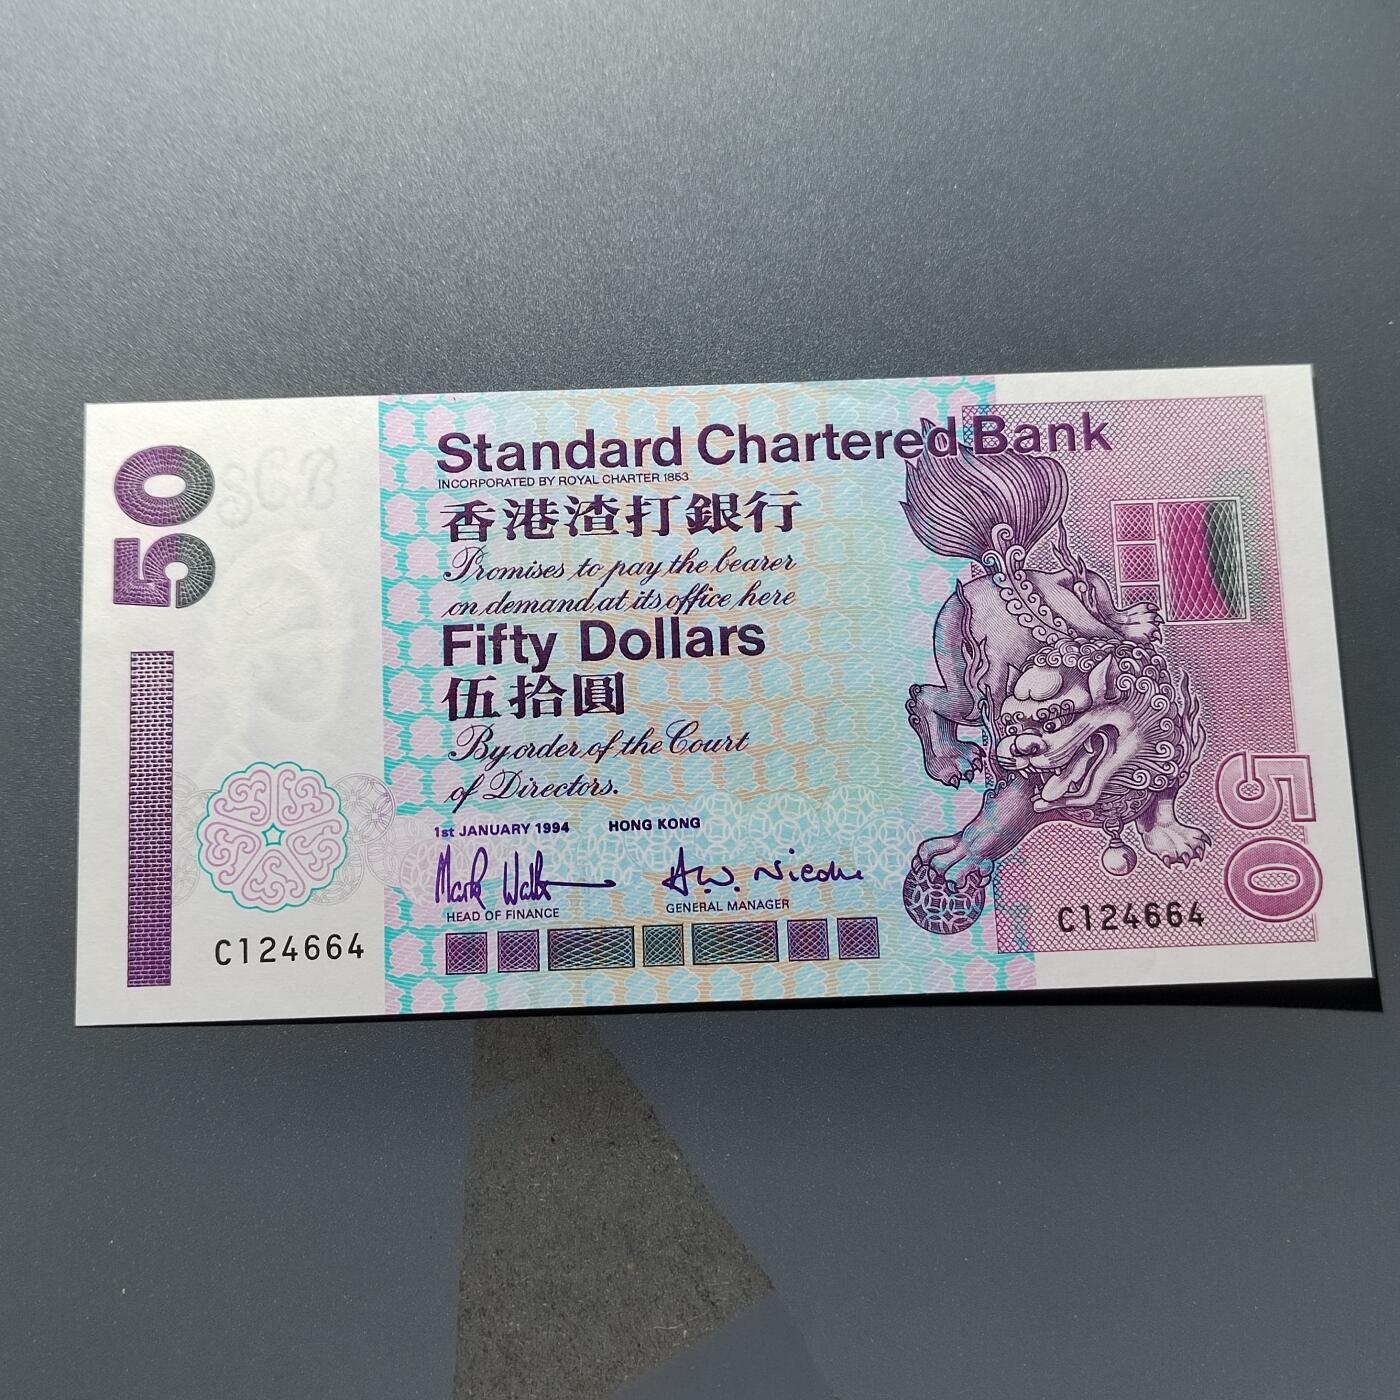 50
SCB
Standard Chartered Bank
INCORPORATED BY ROYAL CHARTER 1853
香港渣打銀行
Promises to pay the bearer
on demand at its office here
Fifty Dollars
伍拾圓
By order of the Court
of Directors.
1st JANUARY 1994 HONG KONG
HEAD OF FINANCE GENERAL MANAGER
C124664
C124664
50